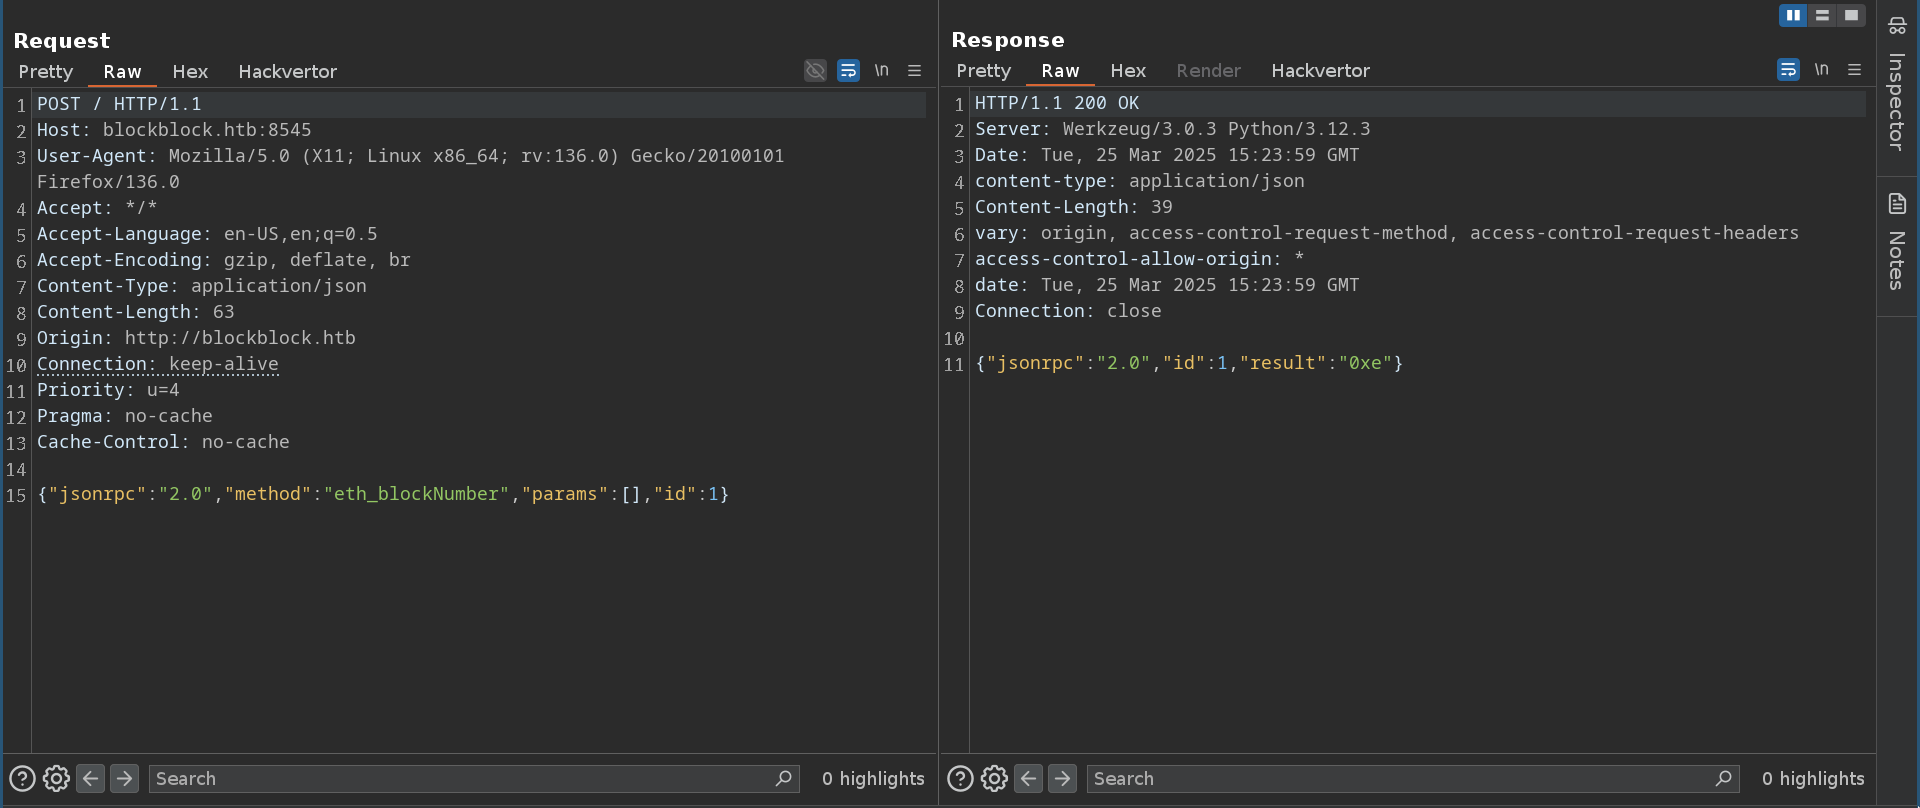 Request
Pretty Raw Hex Hackvertor \n
1 POST / HTTP/1.1
2 Host: blockblock.htb:8545
3 User-Agent: Mozilla/5.0 (X11; Linux x86_64; rv:136.0) Gecko/20100101
Firefox/136.0
4 Accept: */*
5 Accept-Language: en-US,en;q=0.5
6 Accept-Encoding: gzip, deflate, br
7 Content-Type: application/json
8 Content-Length: 63
9 Origin: http://blockblock.htb
10 Connection: keep-alive
11 Priority: u=4
12 Pragma: no-cache
13 Cache-Control: no-cache
14
15 {"jsonrpc":"2.0","method":"eth_blockNumber","params":[],"id":1}
Search 0 highlights
Response
Pretty Raw Hex Render Hackvertor \n
1 HTTP/1.1 200 OK
2 Server: Werkzeug/3.0.3 Python/3.12.3
3 Date: Tue, 25 Mar 2025 15:23:59 GMT
4 content-type: application/json
5 Content-Length: 39
6 vary: origin, access-control-request-method, access-control-request-headers
7 access-control-allow-origin: *
8 date: Tue, 25 Mar 2025 15:23:59 GMT
9 Connection: close
10
11 {"jsonrpc":"2.0","id":1,"result":"0xe"}
Search 0 highlights
Inspector
Notes